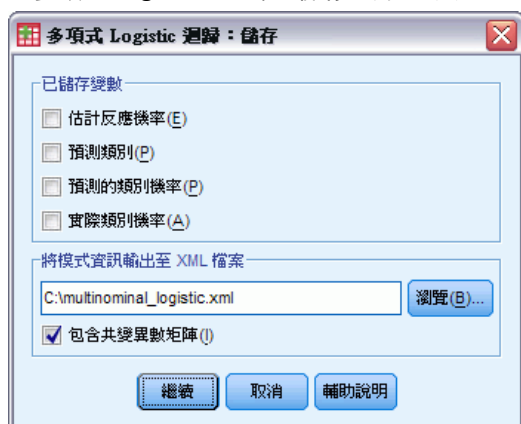 多項式 Logistic 迴歸：儲存
已儲存變數
估計反應機率(E)
預測類別(P)
預測的類別機率(P)
實際類別機率(A)
將模式資訊輸出至 XML 檔案
C:\multinominal_logistic.xml
瀏覽(B)...
包含共變異數矩陣(I)
繼續 取消 輔助說明